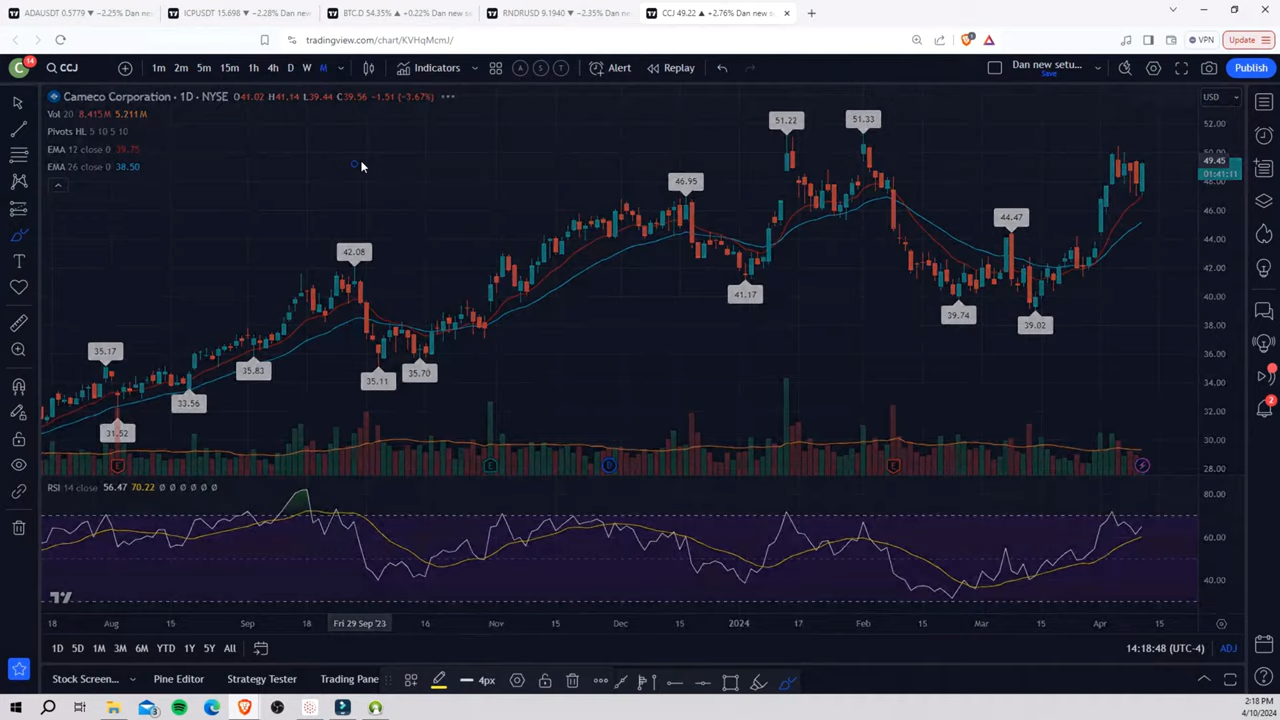 ADAUSDT 0.5779 ▼ −2.25% Dan new s
ICPUSDT 15.698 ▼ −2.28% Dan new set
BTC.D 54.35% ▲ +0.22% Dan new se
RNDRUSD 9.1940 ▼ −2.35% Dan new
CCJ 49.22 ▲ +2.76% Dan new s
tradingview.com/chart/KVHqMcmJ/
VPN
Update
C 14
CCJ
1m 2m 5m 15m 1h 4h D W M
Indicators
A S T
Alert
Replay
Dan new setu...
Save
Publish
Cameco Corporation · 1D · NYSE O41.02 H41.14 L39.44 C39.56 −1.51 (−3.67%)
USD
Vol 20 8.415M 5.211M
Pivots HL 5 10 5 10
EMA 12 close 0 39.75
EMA 26 close 0 38.50
52.00
50.00
49.45
01:41:11
48.00
46.00
44.00
42.00
40.00
38.00
36.00
34.00
32.00
30.00
28.00
51.22
51.33
46.95
44.47
42.08
41.17
39.74
39.02
35.17
35.83
35.11
35.70
33.56
31.52
E
E
D
E
RSI 14 close 56.47 70.22 Ø Ø Ø Ø Ø Ø
80.00
60.00
40.00
18 Aug 15 Sep 18 Fri 29 Sep '23 16 Nov 15 Dec 15 2024 17 Feb 15 Mar 15 Apr 15
1D 5D 1M 3M 6M YTD 1Y 5Y All
14:18:48 (UTC-4)
ADJ
Stock Screen...
Pine Editor
Strategy Tester
Trading Pane
4px
2
3
2:18 PM
4/10/2024